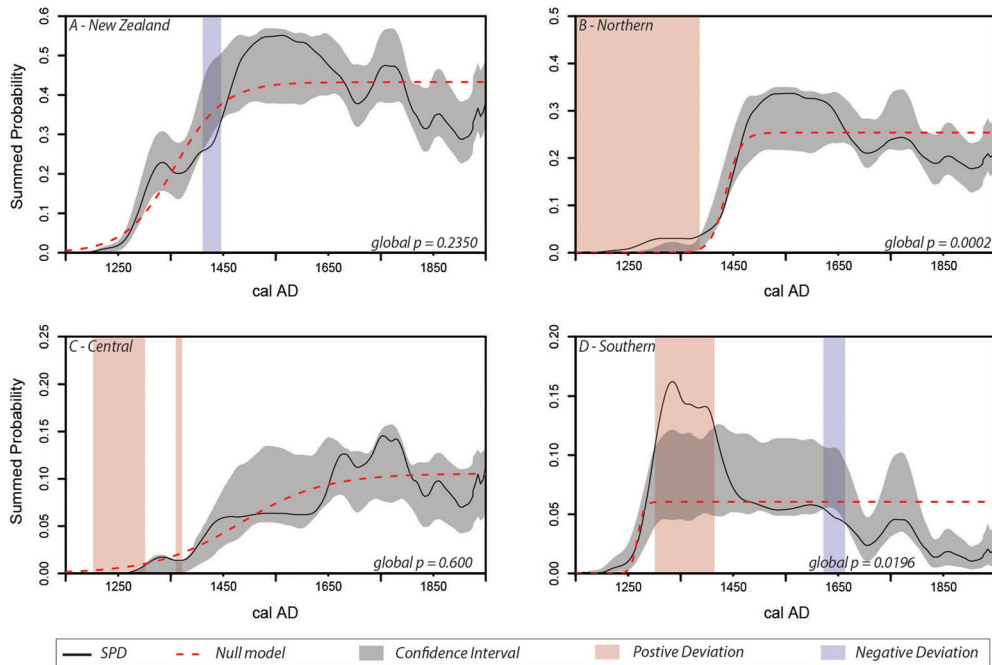 A - New Zealand
Summed Probability
0.0 0.1 0.2 0.3 0.4 0.5 0.6
global p = 0.2350
1250 1450 1650 1850
cal AD
B - Northern
0.0 0.1 0.2 0.3 0.4 0.5
global p = 0.0002
1250 1450 1650 1850
cal AD
C - Central
Summed Probability
0.00 0.05 0.10 0.15 0.20 0.25
global p = 0.600
1250 1450 1650 1850
cal AD
D - Southern
0.00 0.05 0.10 0.15 0.20
global p = 0.0196
1250 1450 1650 1850
cal AD
SPD Null model Confidence Interval Postive Deviation Negative Deviation